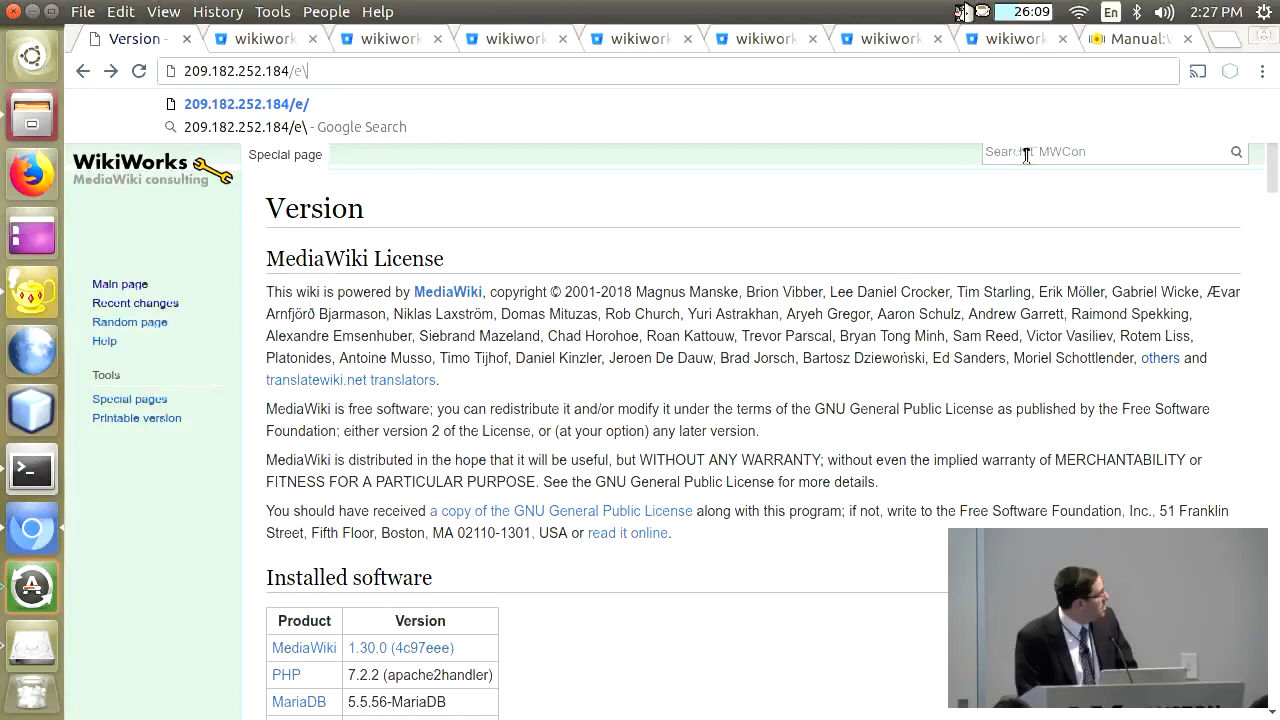 File Edit View History Tools People Help
26:09 En 2:27 PM
Version - wikiwork wikiwork wikiwork wikiwork wikiwork wikiwork wikiwork Manual:
209.182.252.184/e\
209.182.252.184/e/
209.182.252.184/e\ - Google Search
WikiWorks
MediaWiki consulting
Special page
Search EMWCon
Version
MediaWiki License
This wiki is powered by MediaWiki, copyright © 2001-2018 Magnus Manske, Brion Vibber, Lee Daniel Crocker, Tim Starling, Erik Möller, Gabriel Wicke, Ævar
Arnfjörð Bjarmason, Niklas Laxström, Domas Mituzas, Rob Church, Yuri Astrakhan, Aryeh Gregor, Aaron Schulz, Andrew Garrett, Raimond Spekking,
Alexandre Emsenhuber, Siebrand Mazeland, Chad Horohoe, Roan Kattouw, Trevor Parscal, Bryan Tong Minh, Sam Reed, Victor Vasiliev, Rotem Liss,
Platonides, Antoine Musso, Timo Tijhof, Daniel Kinzler, Jeroen De Dauw, Brad Jorsch, Bartosz Dziewoński, Ed Sanders, Moriel Schottlender, others and
translatewiki.net translators.
MediaWiki is free software; you can redistribute it and/or modify it under the terms of the GNU General Public License as published by the Free Software
Foundation; either version 2 of the License, or (at your option) any later version.
MediaWiki is distributed in the hope that it will be useful, but WITHOUT ANY WARRANTY; without even the implied warranty of MERCHANTABILITY or
FITNESS FOR A PARTICULAR PURPOSE. See the GNU General Public License for more details.
You should have received a copy of the GNU General Public License along with this program; if not, write to the Free Software Foundation, Inc., 51 Franklin
Street, Fifth Floor, Boston, MA 02110-1301, USA or read it online.
Installed software
Product Version
MediaWiki 1.30.0 (4c97eee)
PHP 7.2.2 (apache2handler)
MariaDB 5.5.56-MariaDB
Main page
Recent changes
Random page
Help
Tools
Special pages
Printable version